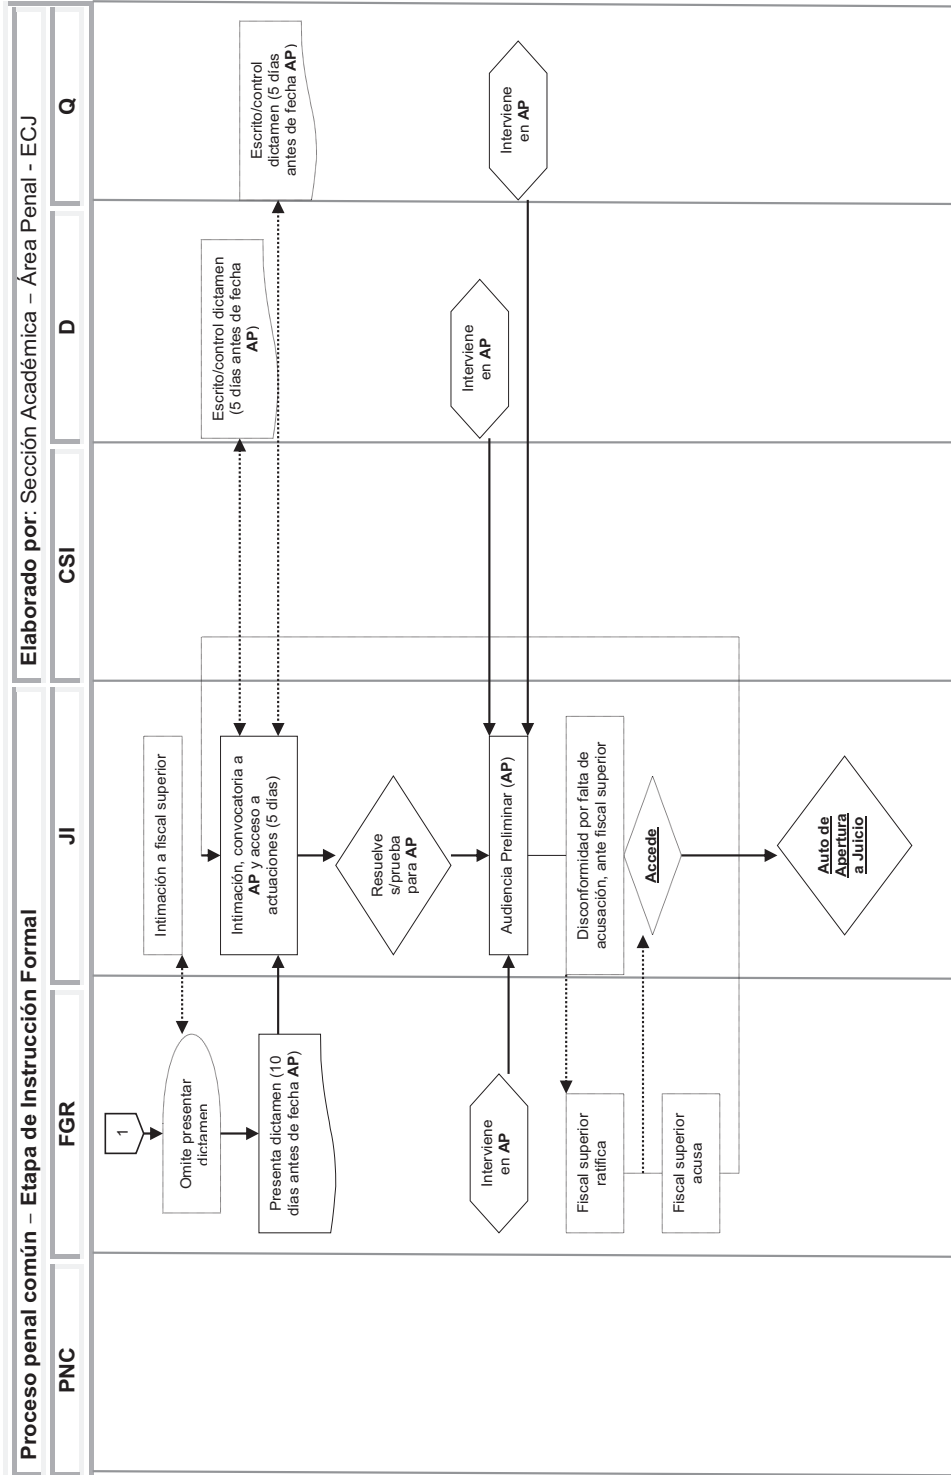 Proceso penal común – Etapa de Instrucción Formal
Elaborado por: Sección Académica – Área Penal - ECJ
PNC
FGR
JI
CSI
D
Q
1
Omite presentar
dictamen
Intimación a fiscal superior
Presenta dictamen (10
días antes de fecha AP)
Intimación, convocatoria a
AP y acceso a
actuaciones (5 días)
Escrito/control dictamen
(5 días antes de fecha
AP)
Escrito/control
dictamen (5 días
antes de fecha AP)
Resuelve
s/prueba
para AP
Interviene
en AP
Audiencia Preliminar (AP)
Interviene
en AP
Interviene
en AP
Fiscal superior
ratifica
Disconformidad por falta de
acusación, ante fiscal superior
Fiscal superior
acusa
Accede
Auto de
Apertura
a Juicio